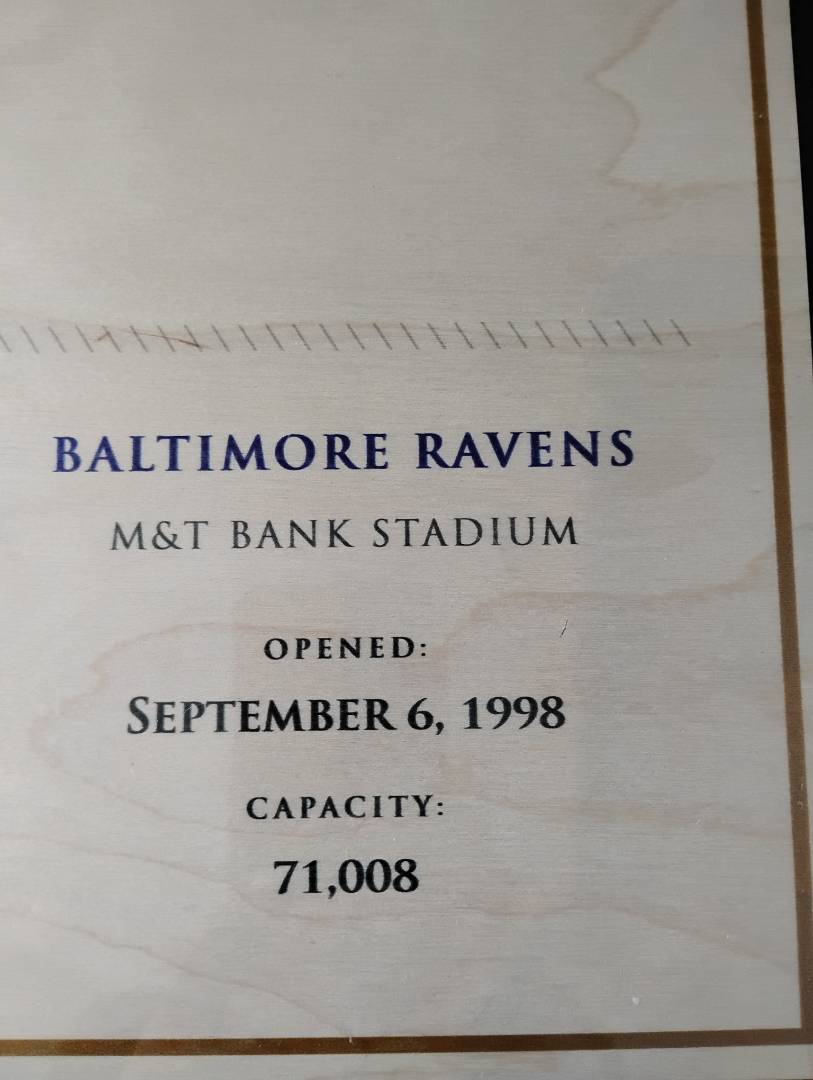 BALTIMORE RAVENS
M&T BANK STADIUM
OPENED:
SEPTEMBER 6, 1998
CAPACITY:
71,008